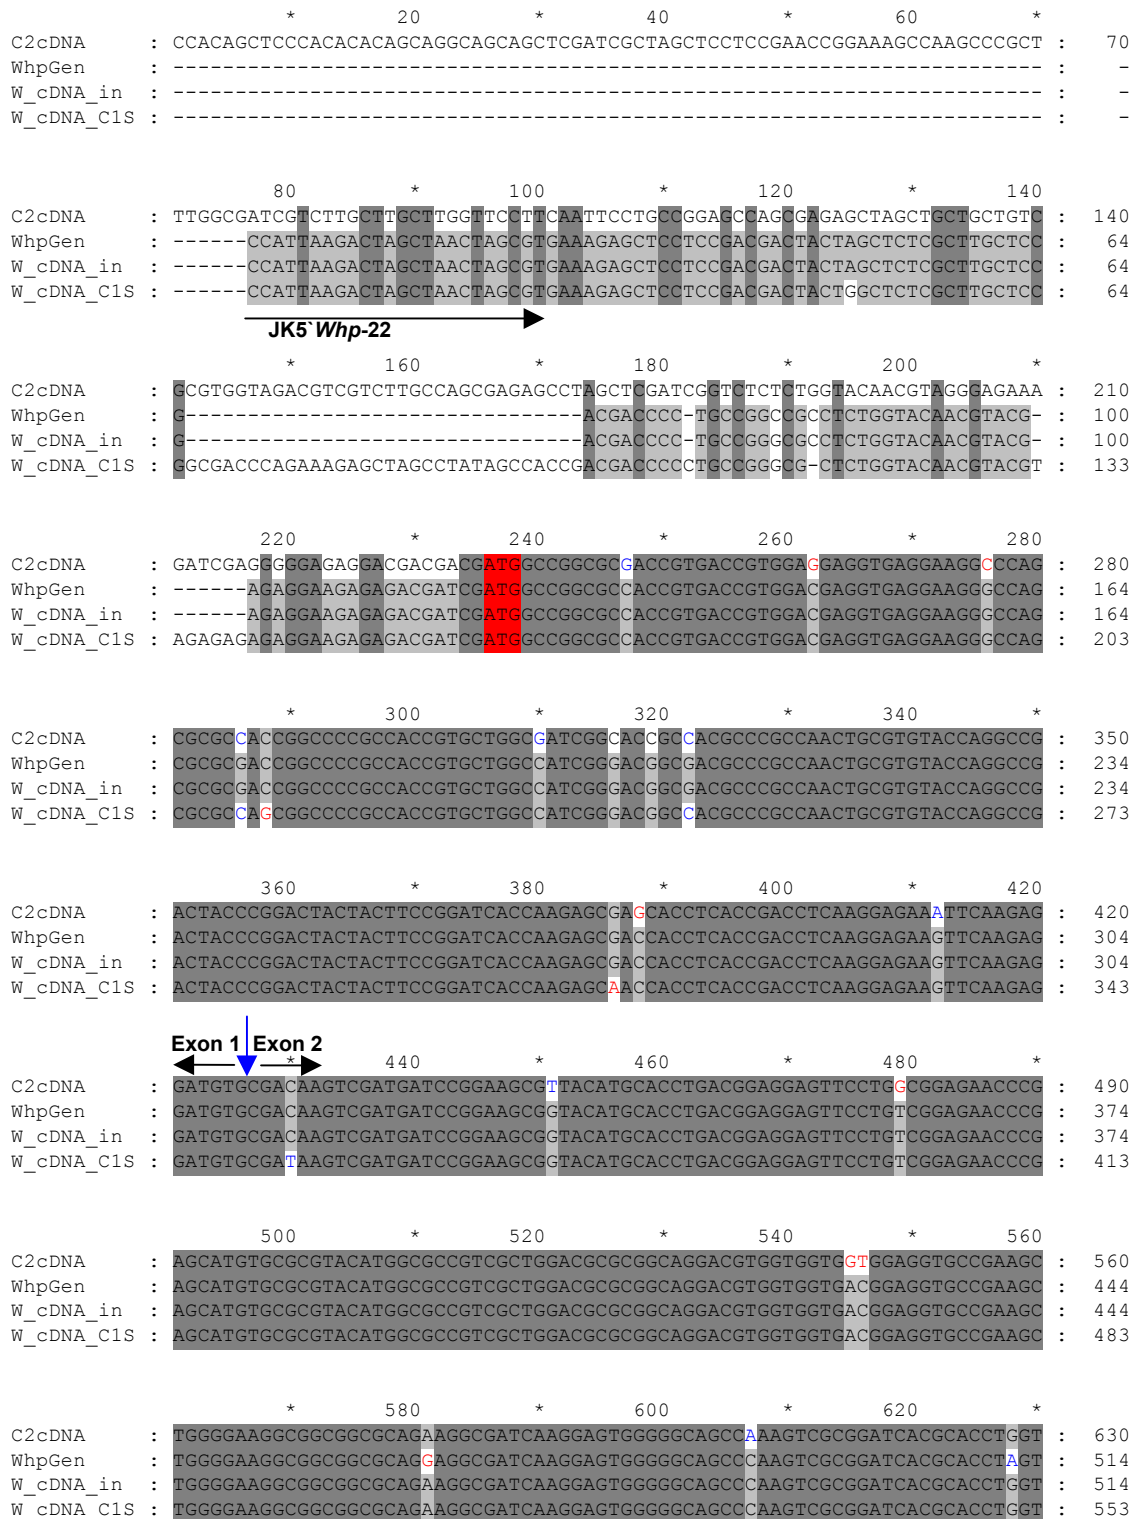 * 20 * 40 * 60 *
C2cDNA : CCACAGCTCCCACACACAGCAGGCAGCAGCTCGATCGCTAGCTCCTCCGAACCGGAAAGCCAAGCCCGCT : 70
WhpGen : ---------------------------------------------------------------------- : -
W_cDNA_in : ---------------------------------------------------------------------- : -
W_cDNA_C1S : ---------------------------------------------------------------------- : -
80 * 100 * 120 * 140
C2cDNA : TTGGCGATCGTCTTGCTTGCTTGGTTCCTTCAATTCCTGCCGGAGCCAGCGAGAGCTAGCTGCTGCTGTC : 140
WhpGen : ------CCATTAAGACTAGCTAACTAGCGTGAAAGAGCTCCTCCGACGACTACTAGCTCTCGCTTGCTCC : 64
W_cDNA_in : ------CCATTAAGACTAGCTAACTAGCGTGAAAGAGCTCCTCCGACGACTACTAGCTCTCGCTTGCTCC : 64
W_cDNA_C1S : ------CCATTAAGACTAGCTAACTAGCGTGAAAGAGCTCCTCCGACGACTACTGGCTCTCGCTTGCTCC : 64
JK5`Whp-22
* 160 * 180 * 200 *
C2cDNA : GCGTGGTAGACGTCGTCTTGCCAGCGAGAGCCTAGCTCGATCGGTCTCTCTGGTACAACGTAGGGAGAAA : 210
WhpGen : G--------------------------------ACGACCCC-TGCCGGCCGCCTCTGGTACAACGTACG- : 100
W_cDNA_in : G--------------------------------ACGACCCC-TGCCGGGCGCCTCTGGTACAACGTACG- : 100
W_cDNA_C1S : GGCGACCCAGAAAGAGCTAGCCTATAGCCACCGACGACCCCCTGCCGGGCG-CTCTGGTACAACGTACGT : 133
220 * 240 * 260 * 280
C2cDNA : GATCGAGGGGGGAGAGGACGACGACGATGGCCGGCGCGACCGTGACCGTGGAGGAGGTGAGGAAGGCCCAG : 280
WhpGen : ------AGAGGAAGAGAGACGATCGATGGCCGGCGCCACCGTGACCGTGGACGAGGTGAGGAAGGGCCAG : 164
W_cDNA_in : ------AGAGGAAGAGAGACGATCGATGGCCGGCGCCACCGTGACCGTGGACGAGGTGAGGAAGGGCCAG : 164
W_cDNA_C1S : AGAGAGAGAGGAAGAGAGACGATCGATGGCCGGCGCCACCGTGACCGTGGACGAGGTGAGGAAGGGCCAG : 203
* 300 * 320 * 340 *
C2cDNA : CGCGCCACCGGCCCCGCCACCGTGCTGGCGATCGGCACGGCCACGCCCGCCAACTGCGTGTACCAGGCCG : 350
WhpGen : CGCGCGACCGGCCCCGCCACCGTGCTGGCCATCGGGACGGCGACGCCCGCCAACTGCGTGTACCAGGCCG : 234
W_cDNA_in : CGCGCGACCGGCCCCGCCACCGTGCTGGCCATCGGGACGGCGACGCCCGCCAACTGCGTGTACCAGGCCG : 234
W_cDNA_C1S : CGCGCCAGCGGCCCCGCCACCGTGCTGGCCATCGGGACGGCCACGCCCGCCAACTGCGTGTACCAGGCCG : 273
360 * 380 * 400 * 420
C2cDNA : ACTACCCGGACTACTACTTCCGGATCACCAAGAGCGAGCACCTCACCGACCTCAAGGAGAAATTCAAGAG : 420
WhpGen : ACTACCCGGACTACTACTTCCGGATCACCAAGAGCGACCACCTCACCGACCTCAAGGAGAAGTTCAAGAG : 304
W_cDNA_in : ACTACCCGGACTACTACTTCCGGATCACCAAGAGCGACCACCTCACCGACCTCAAGGAGAAGTTCAAGAG : 304
W_cDNA_C1S : ACTACCCGGACTACTACTTCCGGATCACCAAGAGCAACCACCTCACCGACCTCAAGGAGAAGTTCAAGAG : 343
Exon 1 Exon 2
* 440 * 460 * 480 *
C2cDNA : GATGTGCGACAAGTCGATGATCCGGAAGCGTTACATGCACCTGACGGAGGAGTTCCTGGCGGAGAACCCG : 490
WhpGen : GATGTGCGACAAGTCGATGATCCGGAAGCGGTACATGCACCTGACGGAGGAGTTCCTGTCGGAGAACCCG : 374
W_cDNA_in : GATGTGCGACAAGTCGATGATCCGGAAGCGGTACATGCACCTGACGGAGGAGTTCCTGTCGGAGAACCCG : 374
W_cDNA_C1S : GATGTGCGATAAGTCGATGATCCGGAAGCGGTACATGCACCTGACGGAGGAGTTCCTGTCGGAGAACCCG : 413
500 * 520 * 540 * 560
C2cDNA : AGCATGTGCGCGTACATGGCGCCGTCGCTGGACGCGCGGCAGGACGTGGTGGTGGTGGAGGTGCCGAAGC : 560
WhpGen : AGCATGTGCGCGTACATGGCGCCGTCGCTGGACGCGCGGCAGGACGTGGTGGTGACGGAGGTGCCGAAGC : 444
W_cDNA_in : AGCATGTGCGCGTACATGGCGCCGTCGCTGGACGCGCGGCAGGACGTGGTGGTGACGGAGGTGCCGAAGC : 444
W_cDNA_C1S : AGCATGTGCGCGTACATGGCGCCGTCGCTGGACGCGCGGCAGGACGTGGTGGTGACGGAGGTGCCGAAGC : 483
* 580 * 600 * 620 *
C2cDNA : TGGGGAAGGCGGCGGCGCAGAAGGCGATCAAGGAGTGGGGGCAGCCAAAGTCGCGGATCACGCACCTGGT : 630
WhpGen : TGGGGAAGGCGGCGGCGCAGGAGGCGATCAAGGAGTGGGGGCAGCCCAAGTCGCGGATCACGCACCTAGT : 514
W_cDNA_in : TGGGGAAGGCGGCGGCGCAGAAGGCGATCAAGGAGTGGGGGCAGCCCAAGTCGCGGATCACGCACCTGGT : 514
W_cDNA_C1S : TGGGGAAGGCGGCGGCGCAGAAGGCGATCAAGGAGTGGGGGCAGCCCAAGTCGCGGATCACGCACCTGGT : 553